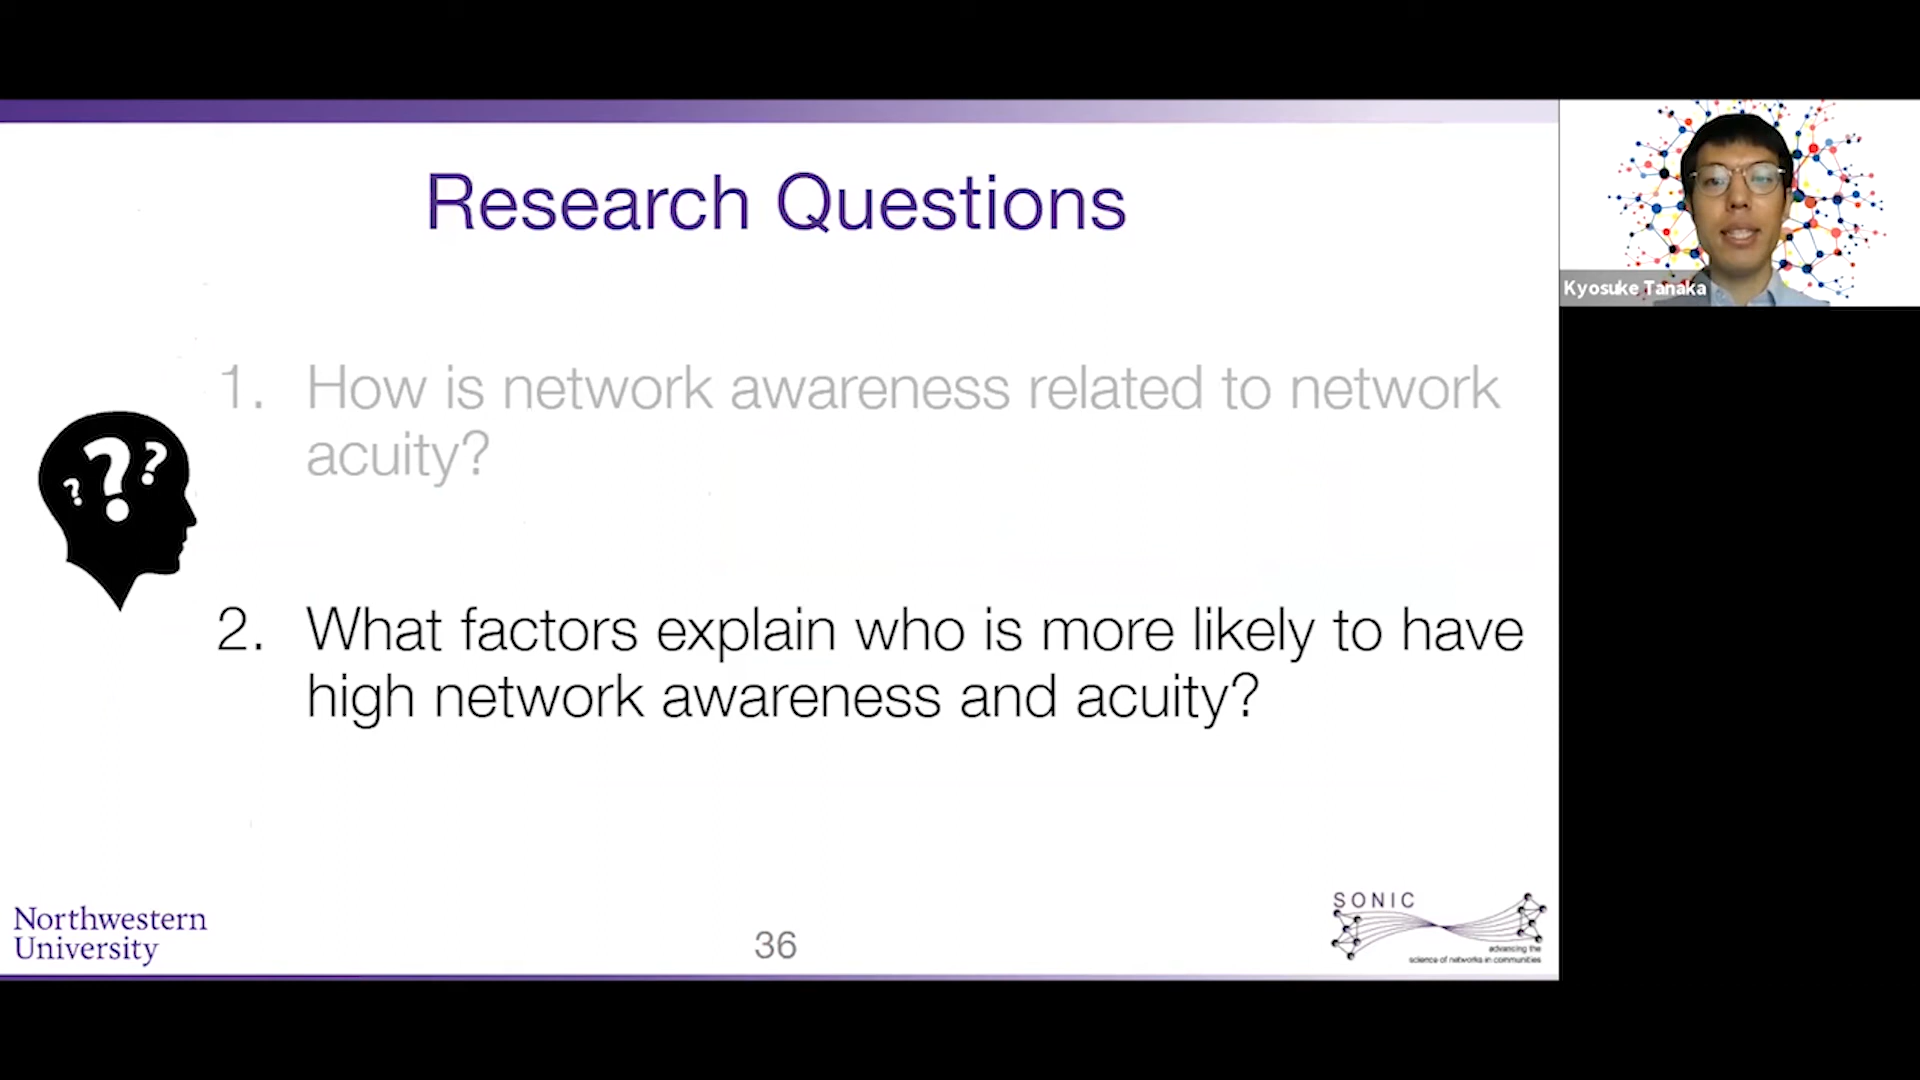 Research Questions
Kyosuke Tanaka
1. How is network awareness related to network
acuity?
? ? ?
2. What factors explain who is more likely to have
high network awareness and acuity?
Northwestern
University
36
SONIC
advancing the
science of networks in communities